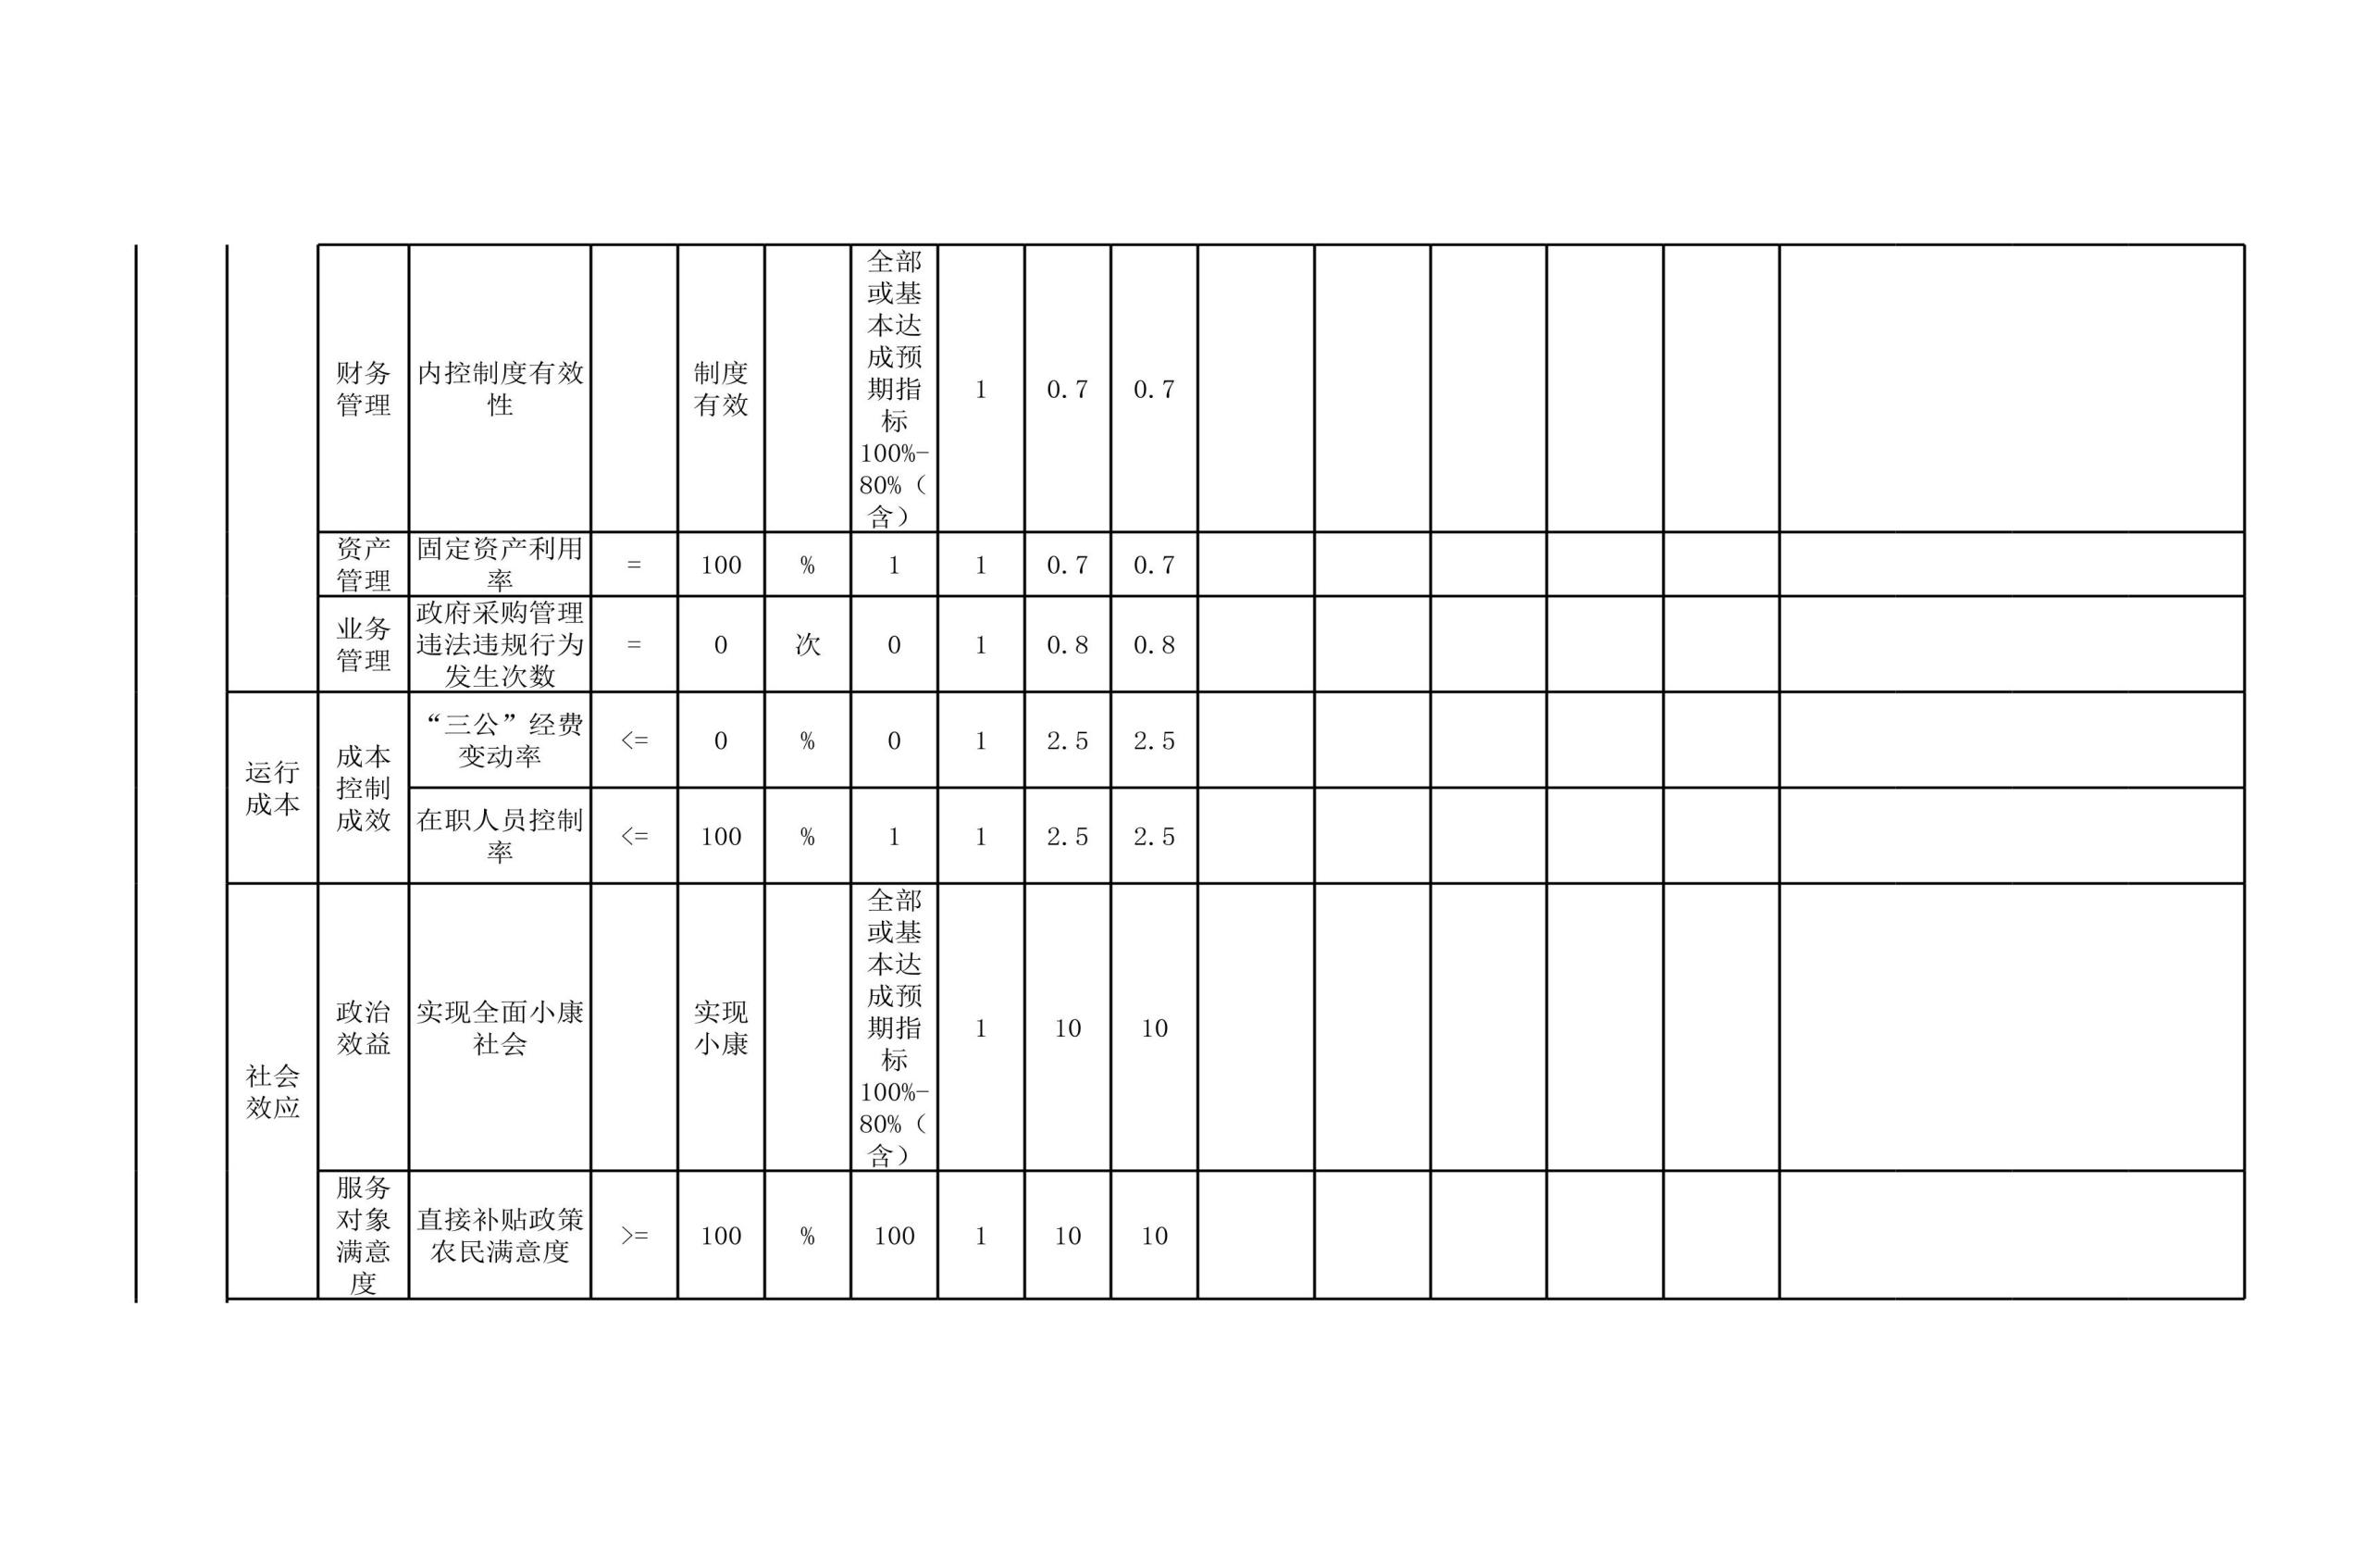 财务
管理
内控制度有效
性
制度
有效
全部
或基
本达
成预
期指
标
100%-
80%（
含）
1
0.7
0.7
资产
管理
固定资产利用
率
=
100
%
1
1
0.7
0.7
业务
管理
政府采购管理
违法违规行为
发生次数
=
0
次
0
1
0.8
0.8
运行
成本
成本
控制
成效
“三公”经费
变动率
<=
0
%
0
1
2.5
2.5
在职人员控制
率
<=
100
%
1
1
2.5
2.5
社会
效应
政治
效益
实现全面小康
社会
实现
小康
全部
或基
本达
成预
期指
标
100%-
80%（
含）
1
10
10
服务
对象
满意
度
直接补贴政策
农民满意度
>=
100
%
100
1
10
10